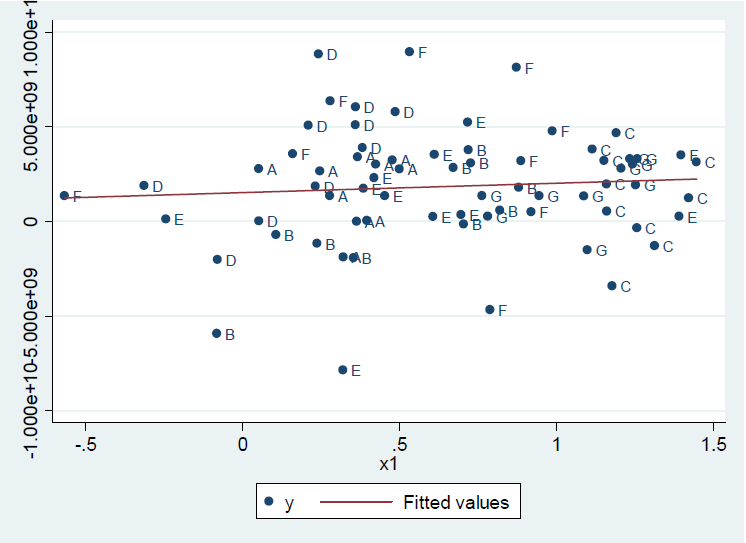 1.000e+10
5.000e+09
0
-5.000e+09
-1.000e+10
D F F
F D D
D D E B F C
F D A A A E B B F C C G G E C
A A A B G
F D D A E E G B G G C G C
E D A A E E B G B F C E
B B D A B G C C C
B F
E
-.5 0 .5 1 1.5
x1
y Fitted values